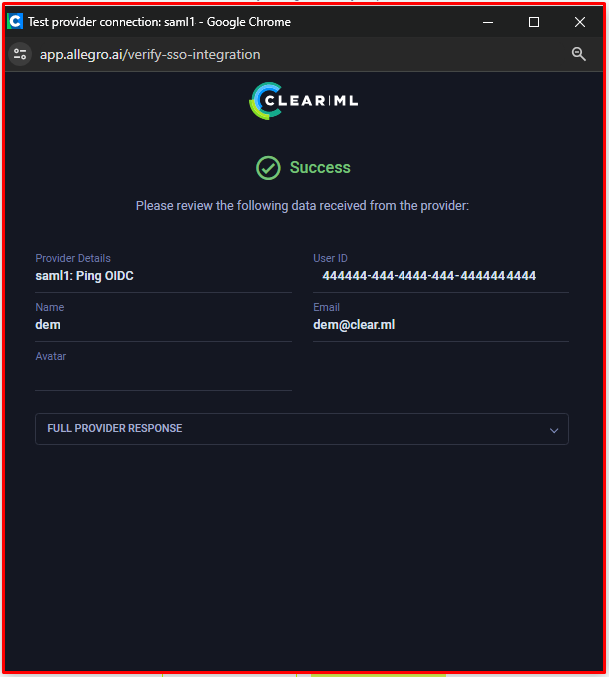 Test provider connection: saml1 - Google Chrome
app.allegro.ai/verify-sso-integration
CLEAR|ML
Success
Please review the following data received from the provider:
Provider Details
saml1: Ping OIDC
User ID
444444-444-4444-444-4444444444
Name
dem
Email
dem@clear.ml
Avatar
FULL PROVIDER RESPONSE